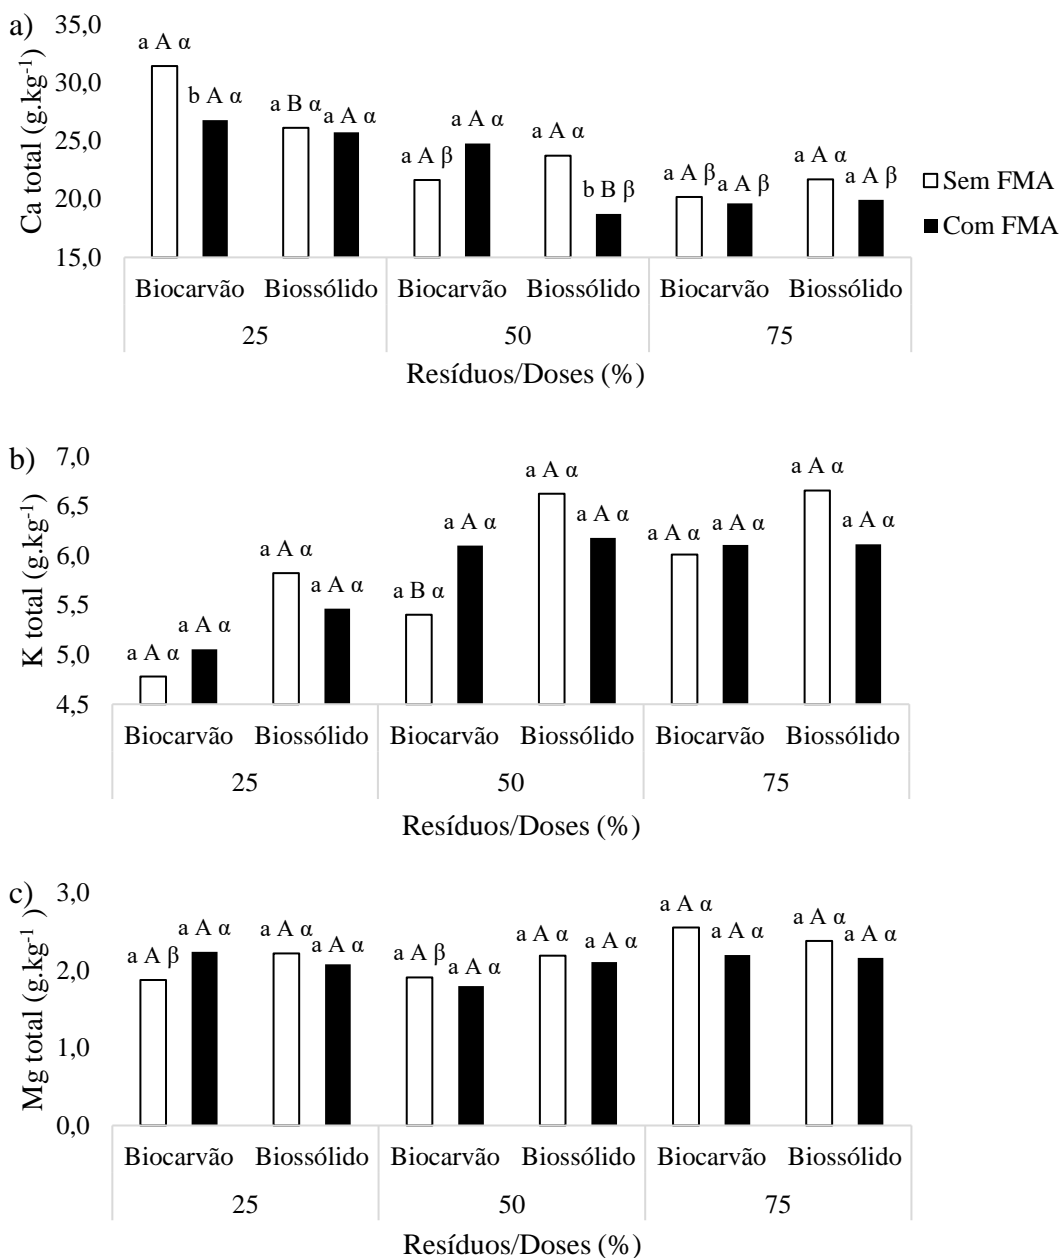 a)
Ca total (g.kg-1)
35,0
30,0
25,0
20,0
15,0
a A α
b A α
a B α
a A α
a A β
a A α
a A α
b B β
a A β
a A β
a A α
a A β
Sem FMA
Com FMA
Biocarvão Biossólido Biocarvão Biossólido Biocarvão Biossólido
25 50 75
Resíduos/Doses (%)
b)
K total (g.kg-1)
7,0
6,5
6,0
5,5
5,0
4,5
a A α
a A α
a A α
a A α
a B α
a A α
a A α
a A α
a A α
a A α
a A α
a A α
Biocarvão Biossólido Biocarvão Biossólido Biocarvão Biossólido
25 50 75
Resíduos/Doses (%)
c)
Mg total (g.kg-1 )
3,0
2,0
1,0
0,0
a A β
a A α
a A α
a A α
a A β
a A α
a A α
a A α
a A α
a A α
a A α
a A α
Biocarvão Biossólido Biocarvão Biossólido Biocarvão Biossólido
25 50 75
Resíduos/Doses (%)